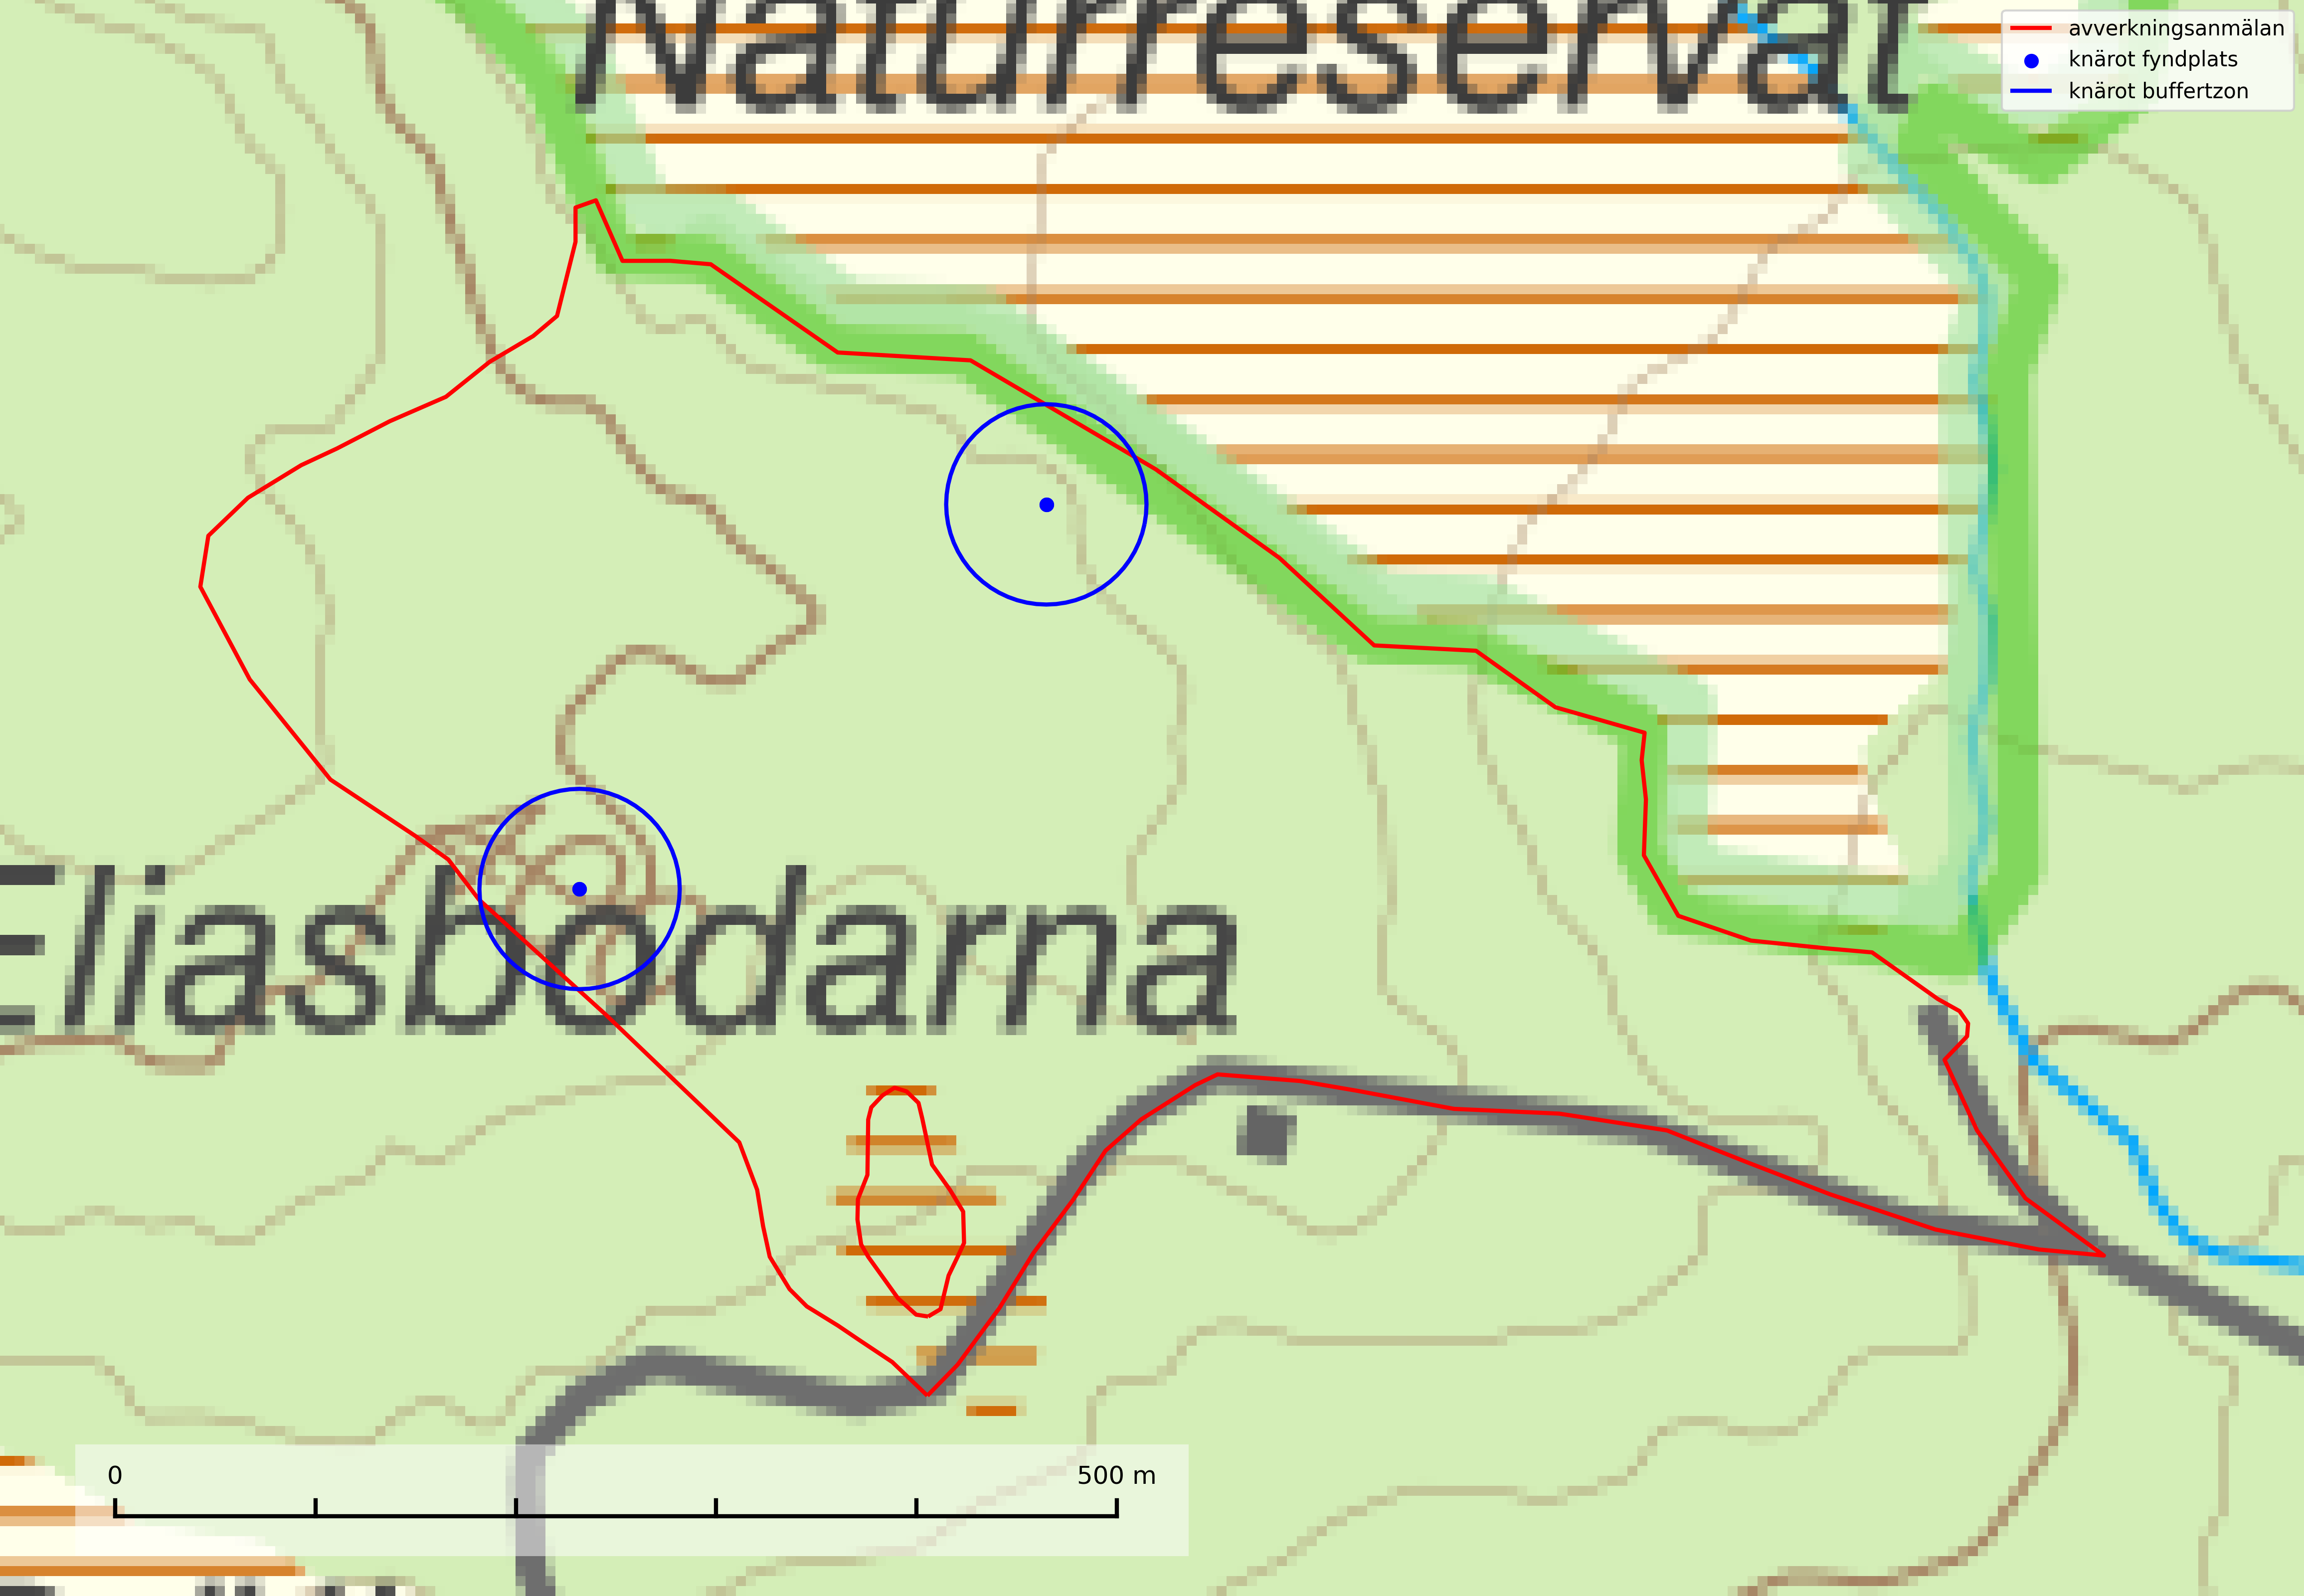 Naturreservat
avverkningsanmälan
knärot fyndplats
knärot buffertzon
Eliasbodarna
0 500 m